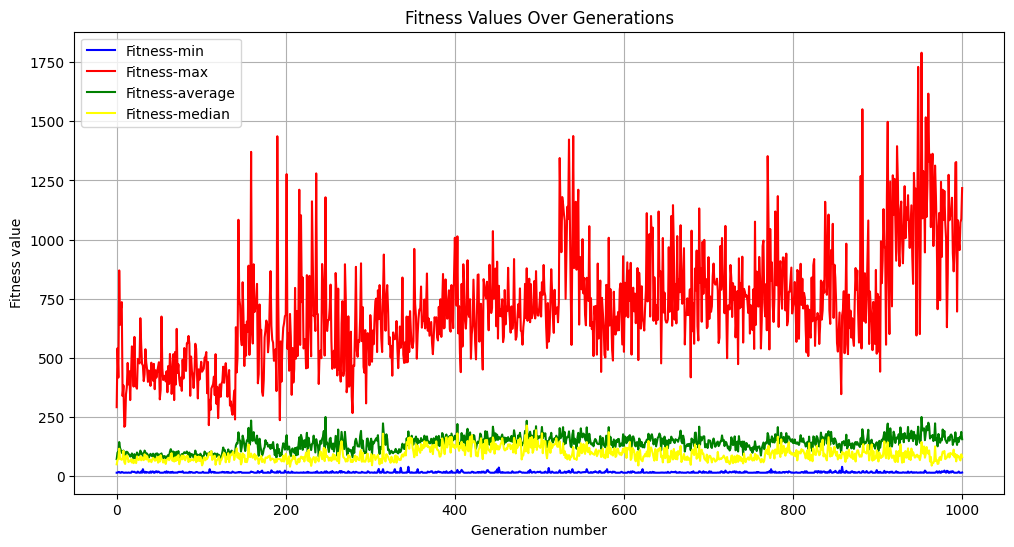 Fitness Values Over Generations
Fitness-min
Fitness-max
Fitness-average
Fitness-median
Fitness value
1750
1500
1250
1000
750
500
250
0
0 200 400 600 800 1000
Generation number